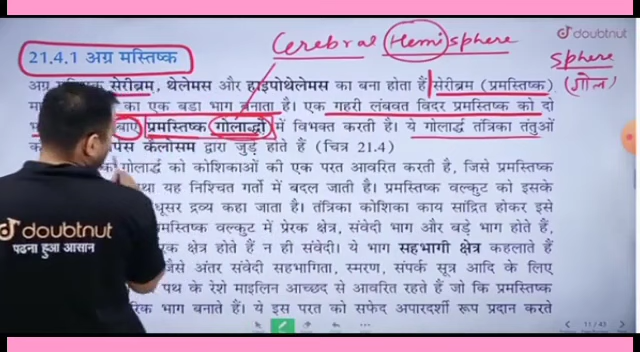 Cerebral Hemisphere
doubtnut
21.4.1 अग्र मस्तिष्क
Sphere
(गोल)
सेरीब्रम, थेलेमस और हाइपोथेलेमस का बना होता है सेरीब्रम (प्रमस्तिष्क)
का एक बडा भाग बनाता है। एक गहरी लंबवत विदर प्रमस्तिष्क को दो
प्रमस्तिष्क गोलार्द्धों में विभक्त करती है। ये गोलार्द्ध तंत्रिका तंतुओं
कैलोसम द्वारा जुड़े होते हैं (चित्र 21.4)
गोलार्द्ध को कोशिकाओं की एक परत आवरित करती है, जिसे प्रमस्तिष्क
यह निश्चित गर्तो में बदल जाती है। प्रमस्तिष्क वल्कुट को इसके
धूसर द्रव्य कहा जाता है। तंत्रिका कोशिका काय सांद्रित होकर इसे
वल्कुट में प्रेरक क्षेत्र, संवेदी भाग और बड़े भाग होते हैं,
क्षेत्र होते हैं न ही संवेदी। ये भाग सहभागी क्षेत्र कहलाते हैं
जैसे अंतर संवेदी सहभागिता, स्मरण, संपर्क सूत्र आदि के लिए
पथ के रेशे माइलिन आच्छद से आवरित रहते हैं जो कि प्रमस्तिष्क
भाग बनाते हैं। ये इस परत को सफेद अपारदर्शी रूप प्रदान करते
doubtnut
पढना हुआ आसान
11 / 43